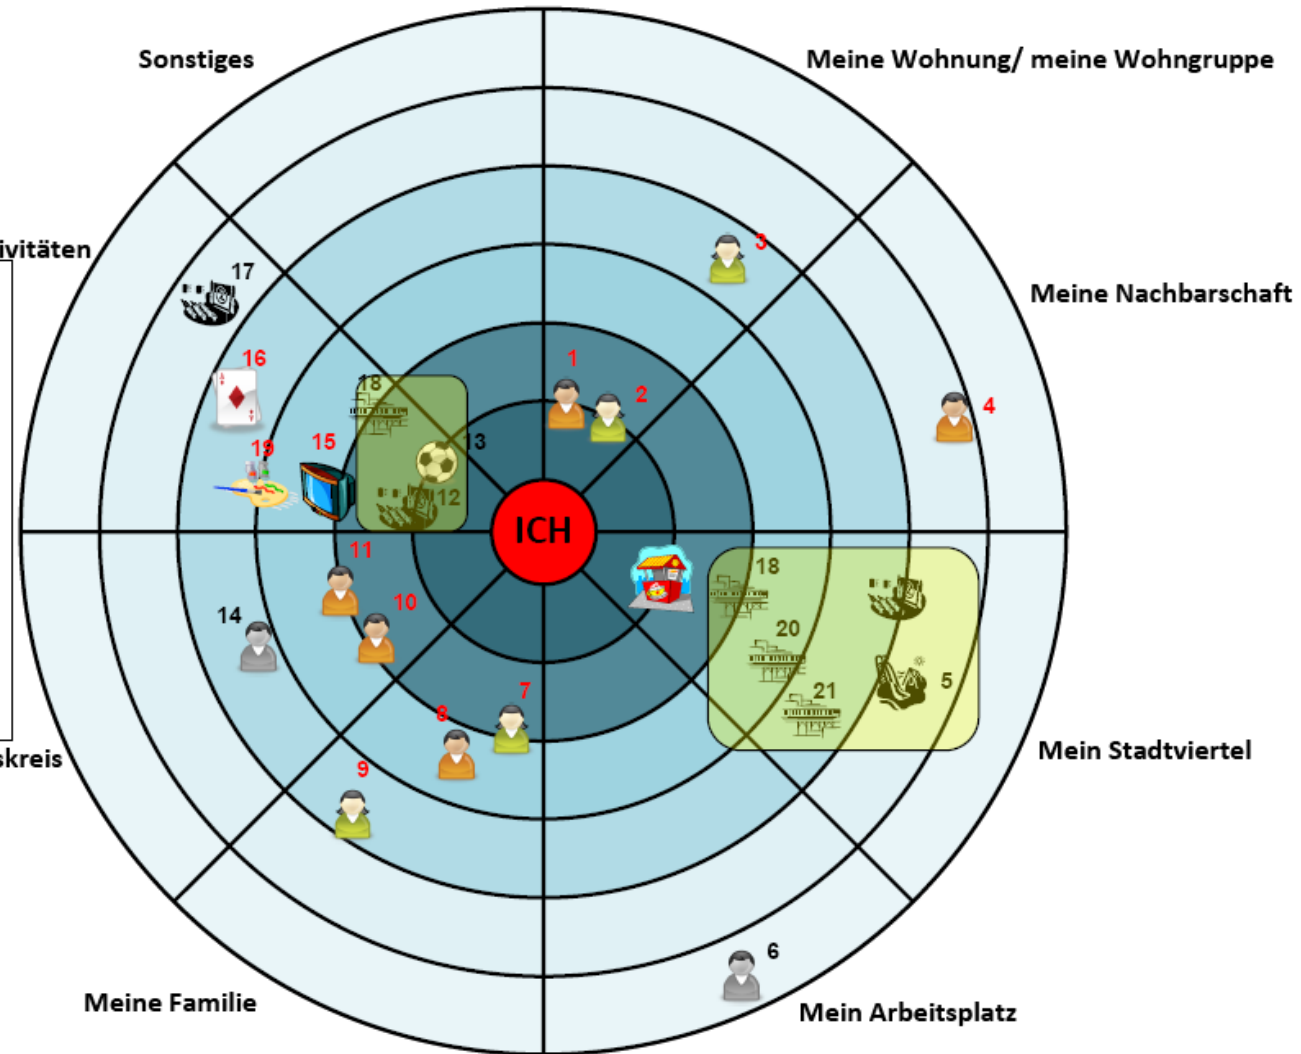 Sonstiges
Meine Wohnung/ meine Wohngruppe
ivitäten
Meine Nachbarschaft
3
17
16
1
2
4
18
13
19
15
12
ICH
11
10
14
18
20
21
5
7
8
9
skreis
Mein Stadtviertel
6
Meine Familie
Mein Arbeitsplatz